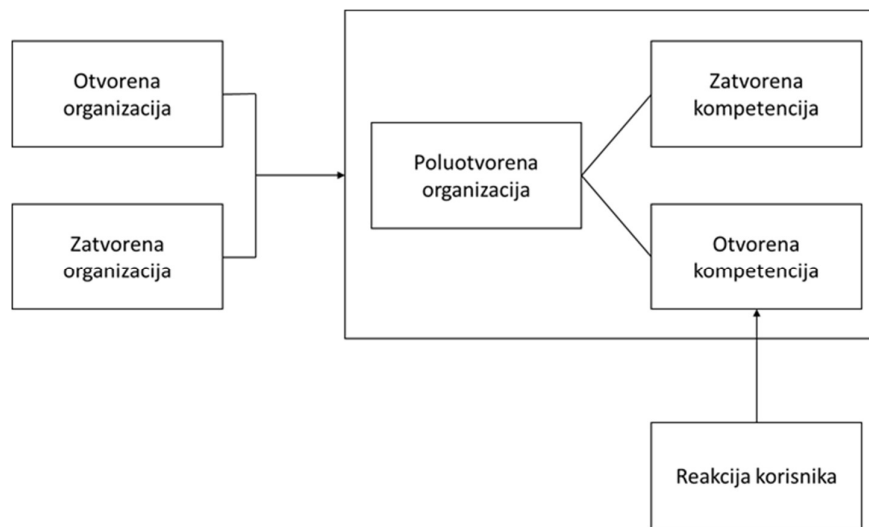 Otvorena
organizacija
Zatvorena
organizacija
Poluotvorena
organizacija
Zatvorena
kompetencija
Otvorena
kompetencija
Reakcija korisnika